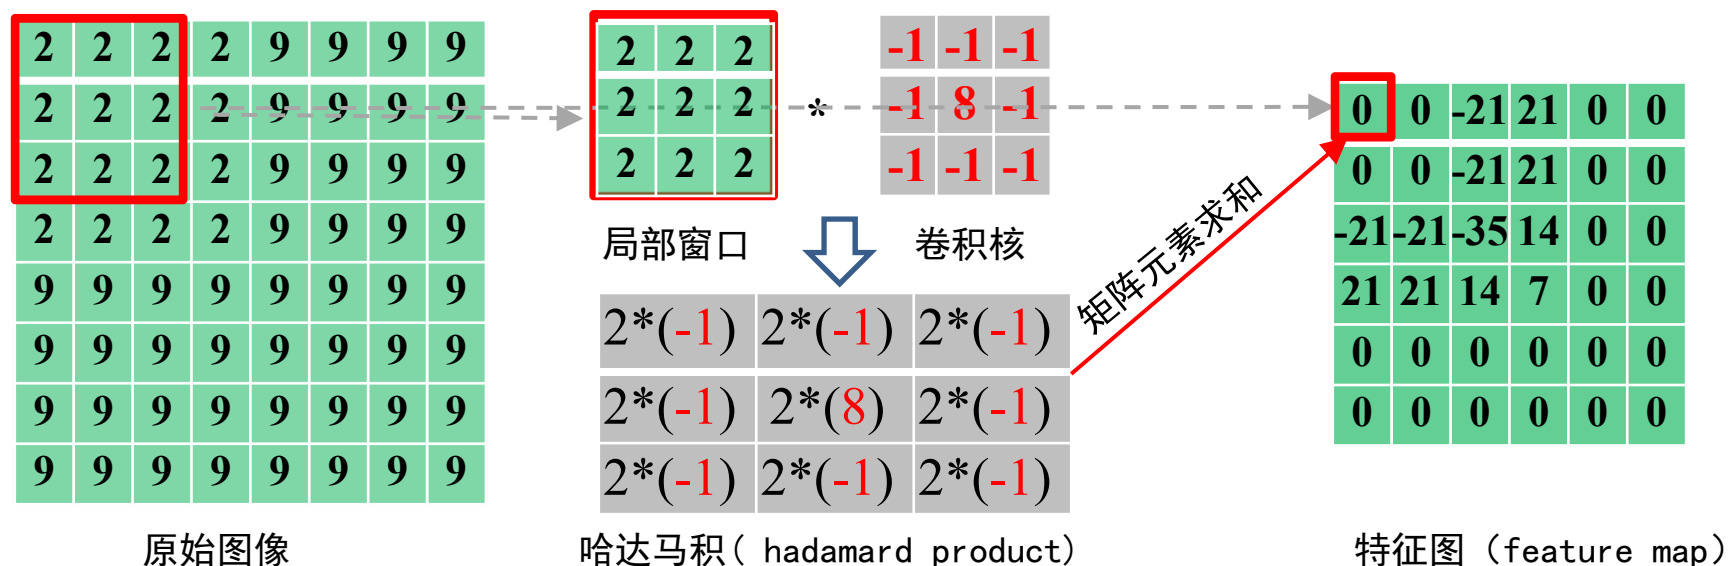 2 2 2 2 9 9 9 9
2 2 2 2 9 9 9 9
2 2 2 2 9 9 9 9
2 2 2 2 9 9 9 9
9 9 9 9 9 9 9 9
9 9 9 9 9 9 9 9
9 9 9 9 9 9 9 9
9 9 9 9 9 9 9 9
原始图像
2 2 2
2 2 2
2 2 2
局部窗口
*
-1 -1 -1
-1 8 -1
-1 -1 -1
卷积核
2*(-1) 2*(-1) 2*(-1)
2*(-1) 2*(8) 2*(-1)
2*(-1) 2*(-1) 2*(-1)
哈达马积( hadamard product)
矩阵元素求和
0 0 -21 21 0 0
0 0 -21 21 0 0
-21 -21 -35 14 0 0
21 21 14 7 0 0
0 0 0 0 0 0
0 0 0 0 0 0
特征图（feature map）